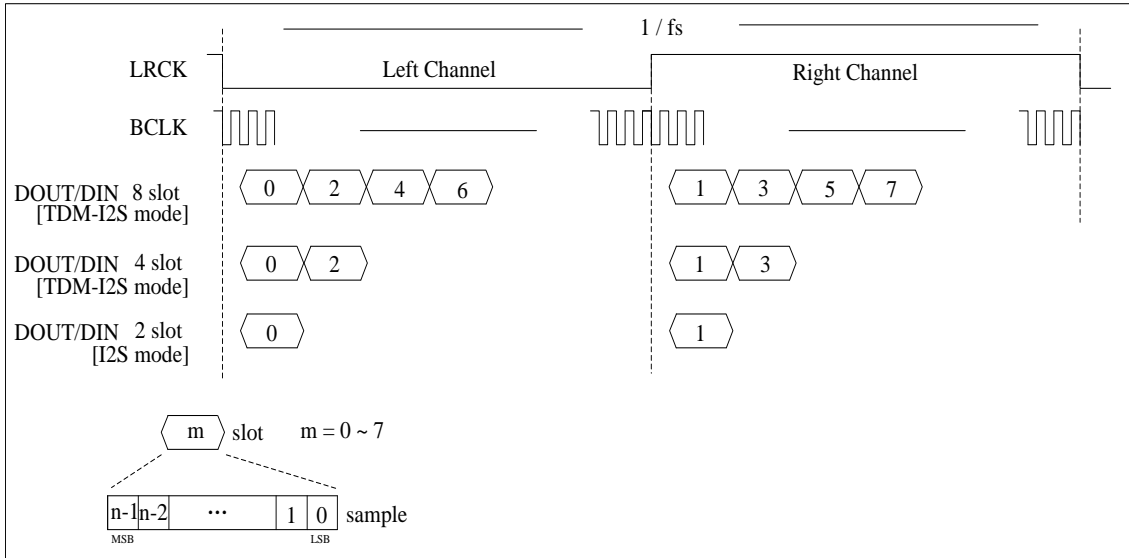 1 / fs
LRCK Left Channel Right Channel
BCLK
DOUT/DIN 8 slot 0 2 4 6 1 3 5 7
[TDM-I2S mode]
DOUT/DIN 4 slot 0 2 1 3
[TDM-I2S mode]
DOUT/DIN 2 slot 0 1
[I2S mode]
m slot m = 0 ~ 7
n-1 n-2 ... 1 0 sample
MSB LSB